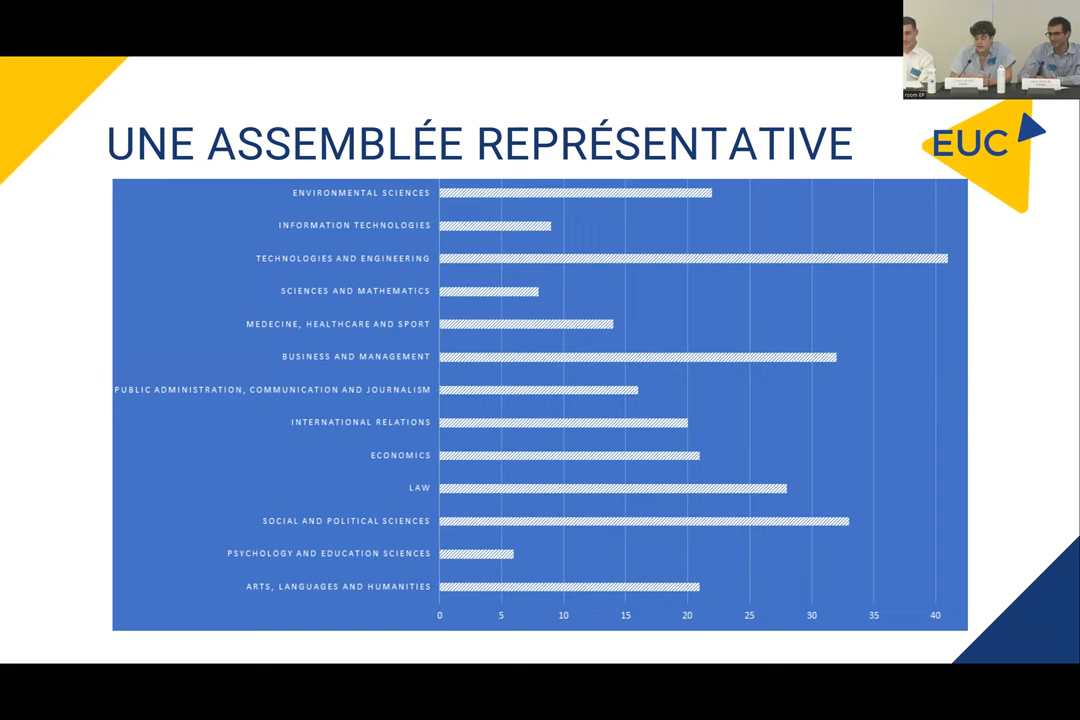 room EF
UNE ASSEMBLÉE REPRÉSENTATIVE
EUC
ENVIRONMENTAL SCIENCES
INFORMATION TECHNOLOGIES
TECHNOLOGIES AND ENGINEERING
SCIENCES AND MATHEMATICS
MEDECINE, HEALTHCARE AND SPORT
BUSINESS AND MANAGEMENT
PUBLIC ADMINISTRATION, COMMUNICATION AND JOURNALISM
INTERNATIONAL RELATIONS
ECONOMICS
LAW
SOCIAL AND POLITICAL SCIENCES
PSYCHOLOGY AND EDUCATION SCIENCES
ARTS, LANGUAGES AND HUMANITIES
0 5 10 15 20 25 30 35 40